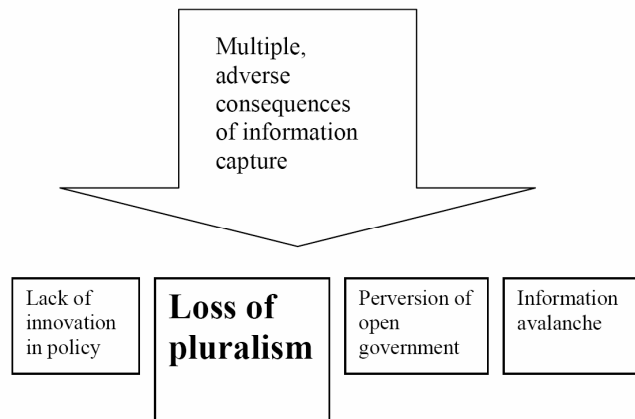 Multiple,
adverse
consequences
of information
capture
Lack of
innovation
in policy
Loss of
pluralism
Perversion of
open
government
Information
avalanche